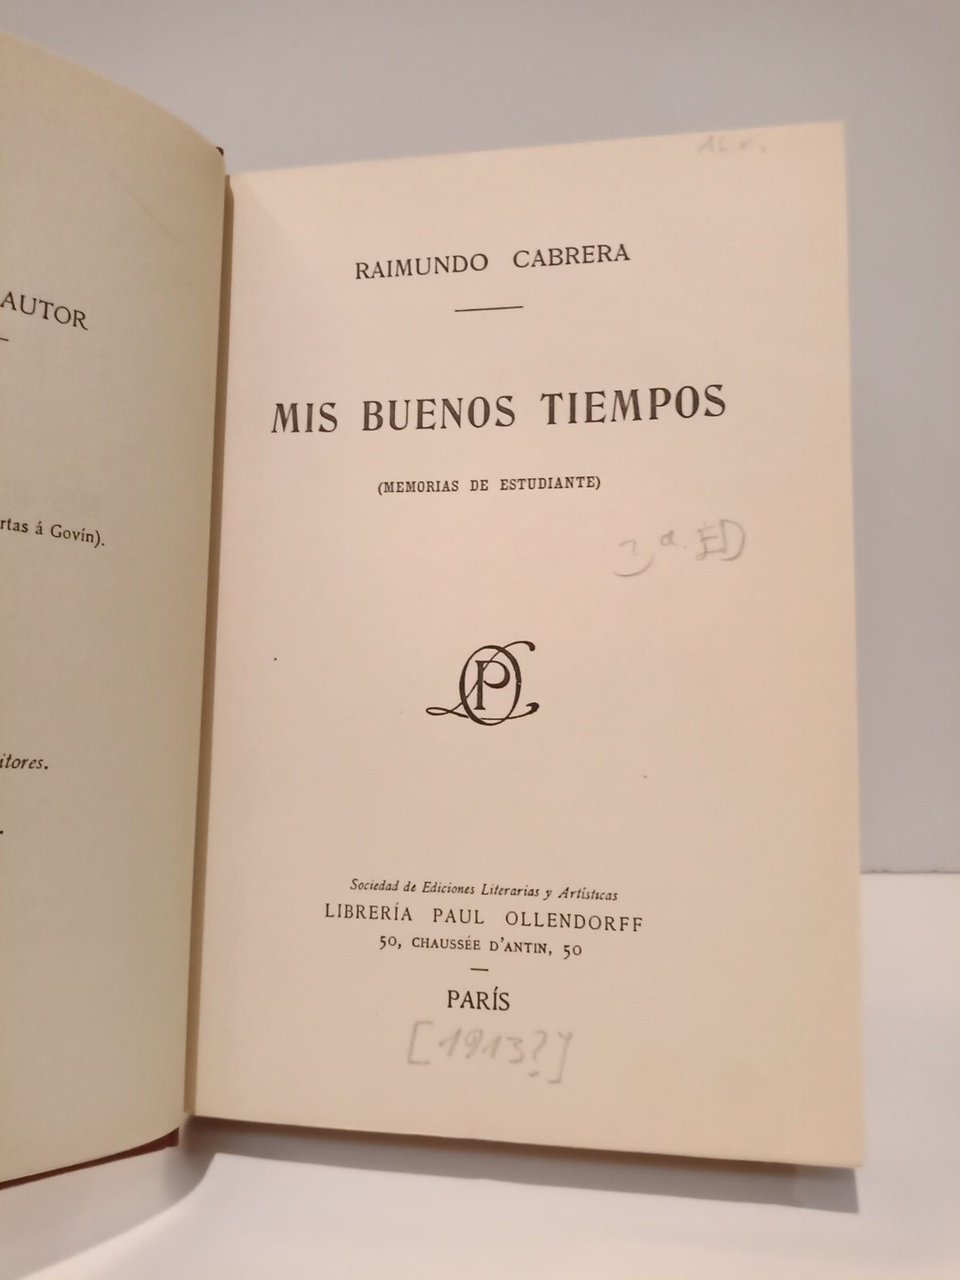 AUTOR
rtas á Govín).
itores.
RAIMUNDO CABRERA
MIS BUENOS TIEMPOS
(MEMORIAS DE ESTUDIANTE)
3ª. ED
PO
Sociedad de Ediciones Literarias y Artísticas
LIBRERÍA PAUL OLLENDORFF
50, CHAUSSÉE D'ANTIN, 50
PARÍS
[1913?]